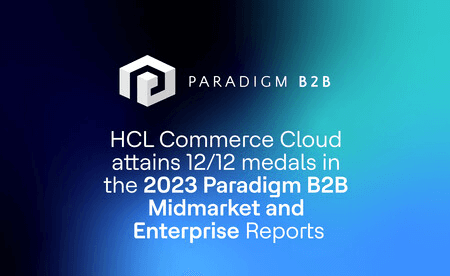 PARADIGM B2B
HCL Commerce Cloud
attains 12/12 medals in
the 2023 Paradigm B2B
Midmarket and
Enterprise Reports